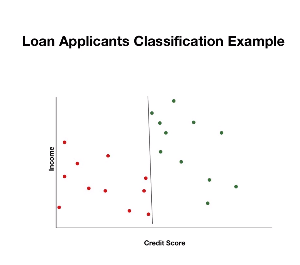 Loan Applicants Classification Example
Income
Credit Score